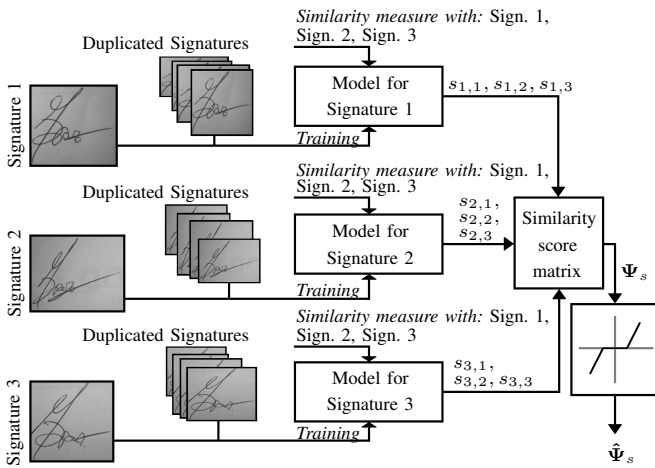 Similarity measure with: Sign. 1,
Sign. 2, Sign. 3
Duplicated Signatures
Signature 1
Model for
Signature 1
Training
s1,1, s1,2, s1,3
Similarity measure with: Sign. 1,
Sign. 2, Sign. 3
Duplicated Signatures
Signature 2
Model for
Signature 2
Training
s2,1,
s2,2,
s2,3
Similarity
score
matrix
Ψs
Similarity measure with: Sign. 1,
Sign. 2, Sign. 3
Duplicated Signatures
Signature 3
Model for
Signature 3
Training
s3,1,
s3,2, s3,3
Ψ̂s